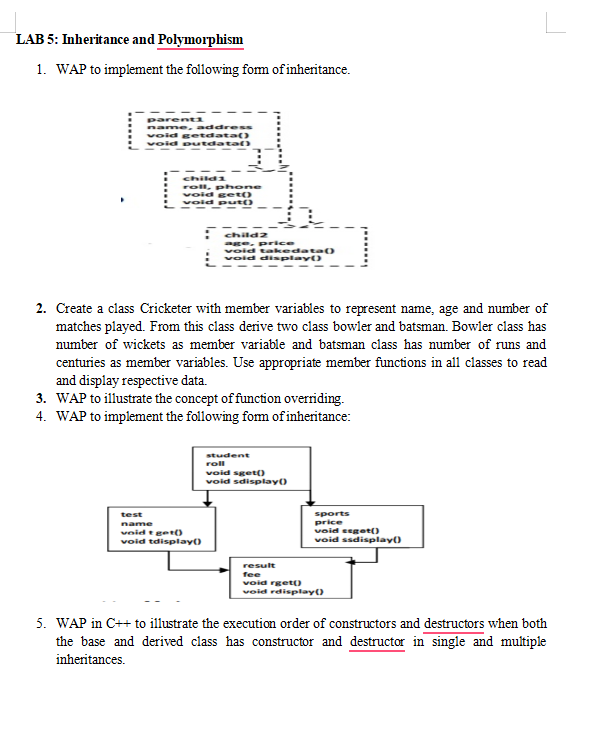 LAB 5: Inheritance and Polymorphism
1. WAP to implement the following form of inheritance.
parent1
name, address
void getdata()
void putdata()
child1
roll, phone
void get()
void put()
child2
age, price
void takedata()
void display()
2. Create a class Cricketer with member variables to represent name, age and number of
matches played. From this class derive two class bowler and batsman. Bowler class has
number of wickets as member variable and batsman class has number of runs and
centuries as member variables. Use appropriate member functions in all classes to read
and display respective data.
3. WAP to illustrate the concept of function overriding.
4. WAP to implement the following form of inheritance:
student
roll
void sget()
void sdisplay()
test
name
void tget()
void tdisplay()
sports
price
void ssget()
void ssdisplay()
result
fee
void rget()
void rdisplay()
5. WAP in C++ to illustrate the execution order of constructors and destructors when both
the base and derived class has constructor and destructor in single and multiple
inheritances.